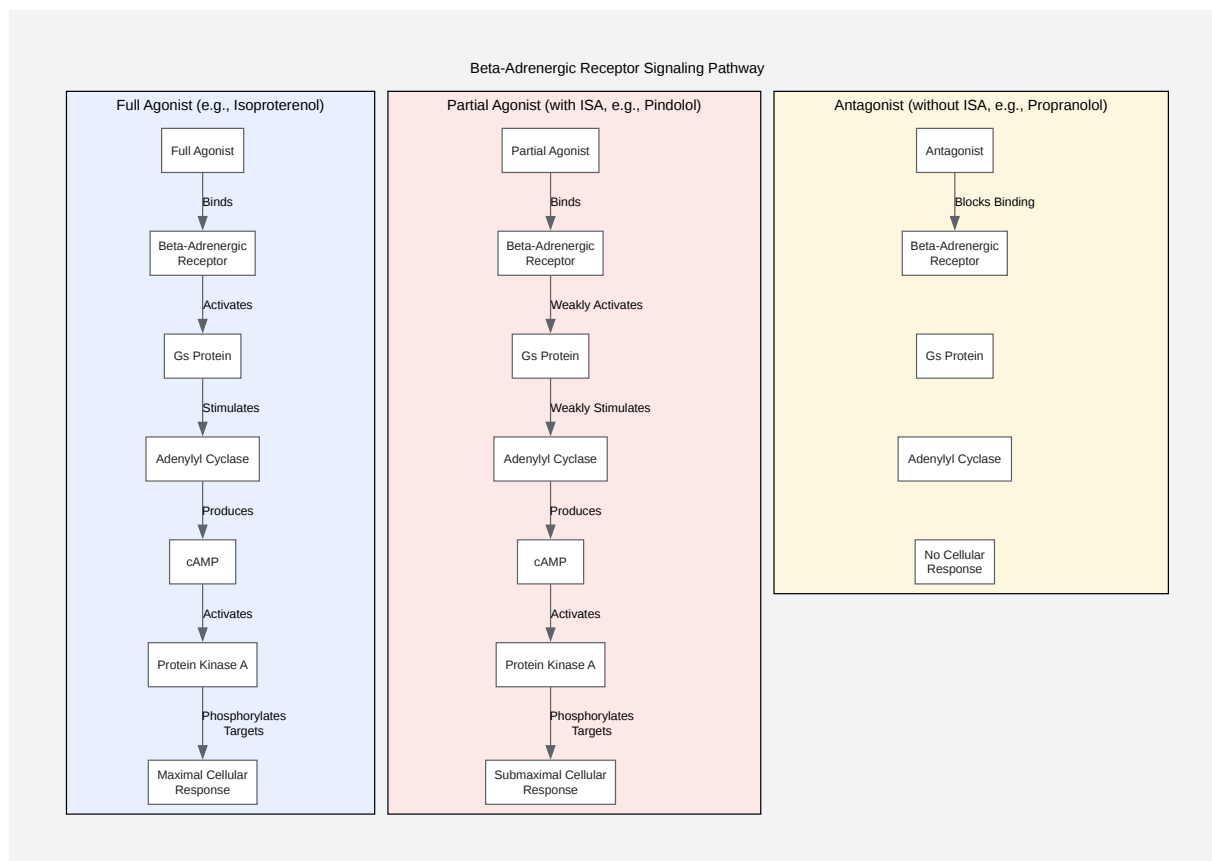 Beta-Adrenergic Receptor Signaling Pathway
Full Agonist (e.g., Isoproterenol)
Full Agonist
Binds
Beta-Adrenergic
Receptor
Activates
Gs Protein
Stimulates
Adenylyl Cyclase
Produces
cAMP
Activates
Protein Kinase A
Phosphorylates
Targets
Maximal Cellular
Response
Partial Agonist (with ISA, e.g., Pindolol)
Partial Agonist
Binds
Beta-Adrenergic
Receptor
Weakly Activates
Gs Protein
Weakly Stimulates
Adenylyl Cyclase
Produces
cAMP
Activates
Protein Kinase A
Phosphorylates
Targets
Submaximal Cellular
Response
Antagonist (without ISA, e.g., Propranolol)
Antagonist
Blocks Binding
Beta-Adrenergic
Receptor
Gs Protein
Adenylyl Cyclase
No Cellular
Response